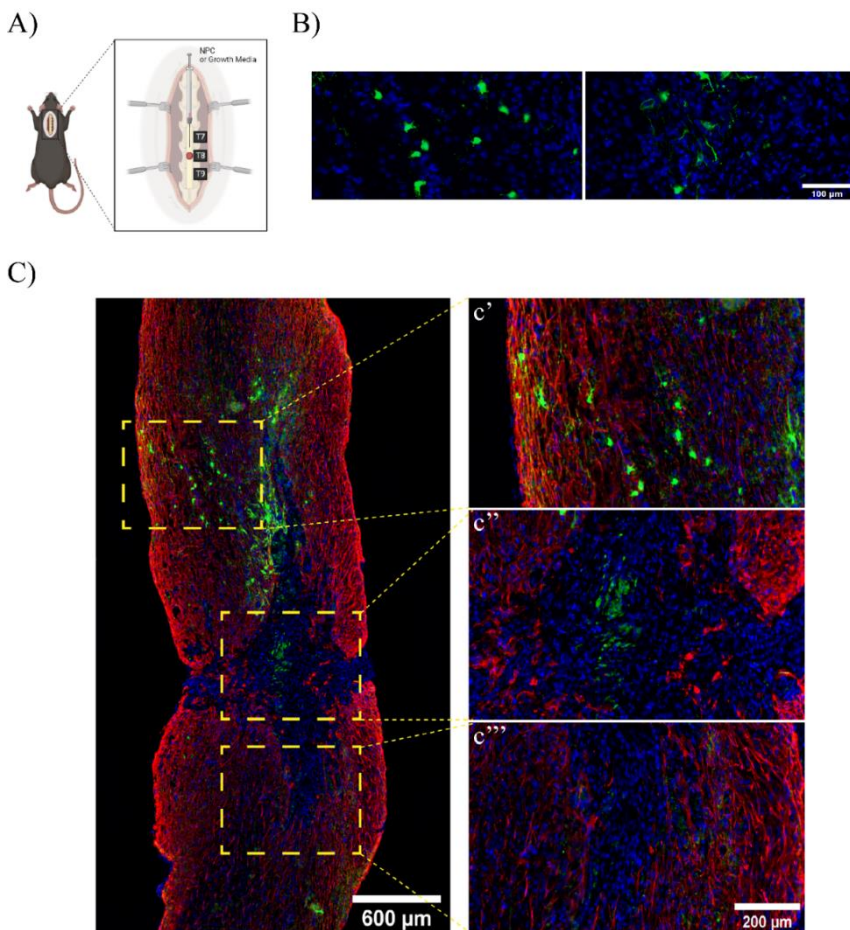 A)
B)
NPC
or Growth Media
T7
T8
T9
100 µm
C)
c’
c’’
c’’’
600 µm
200 µm